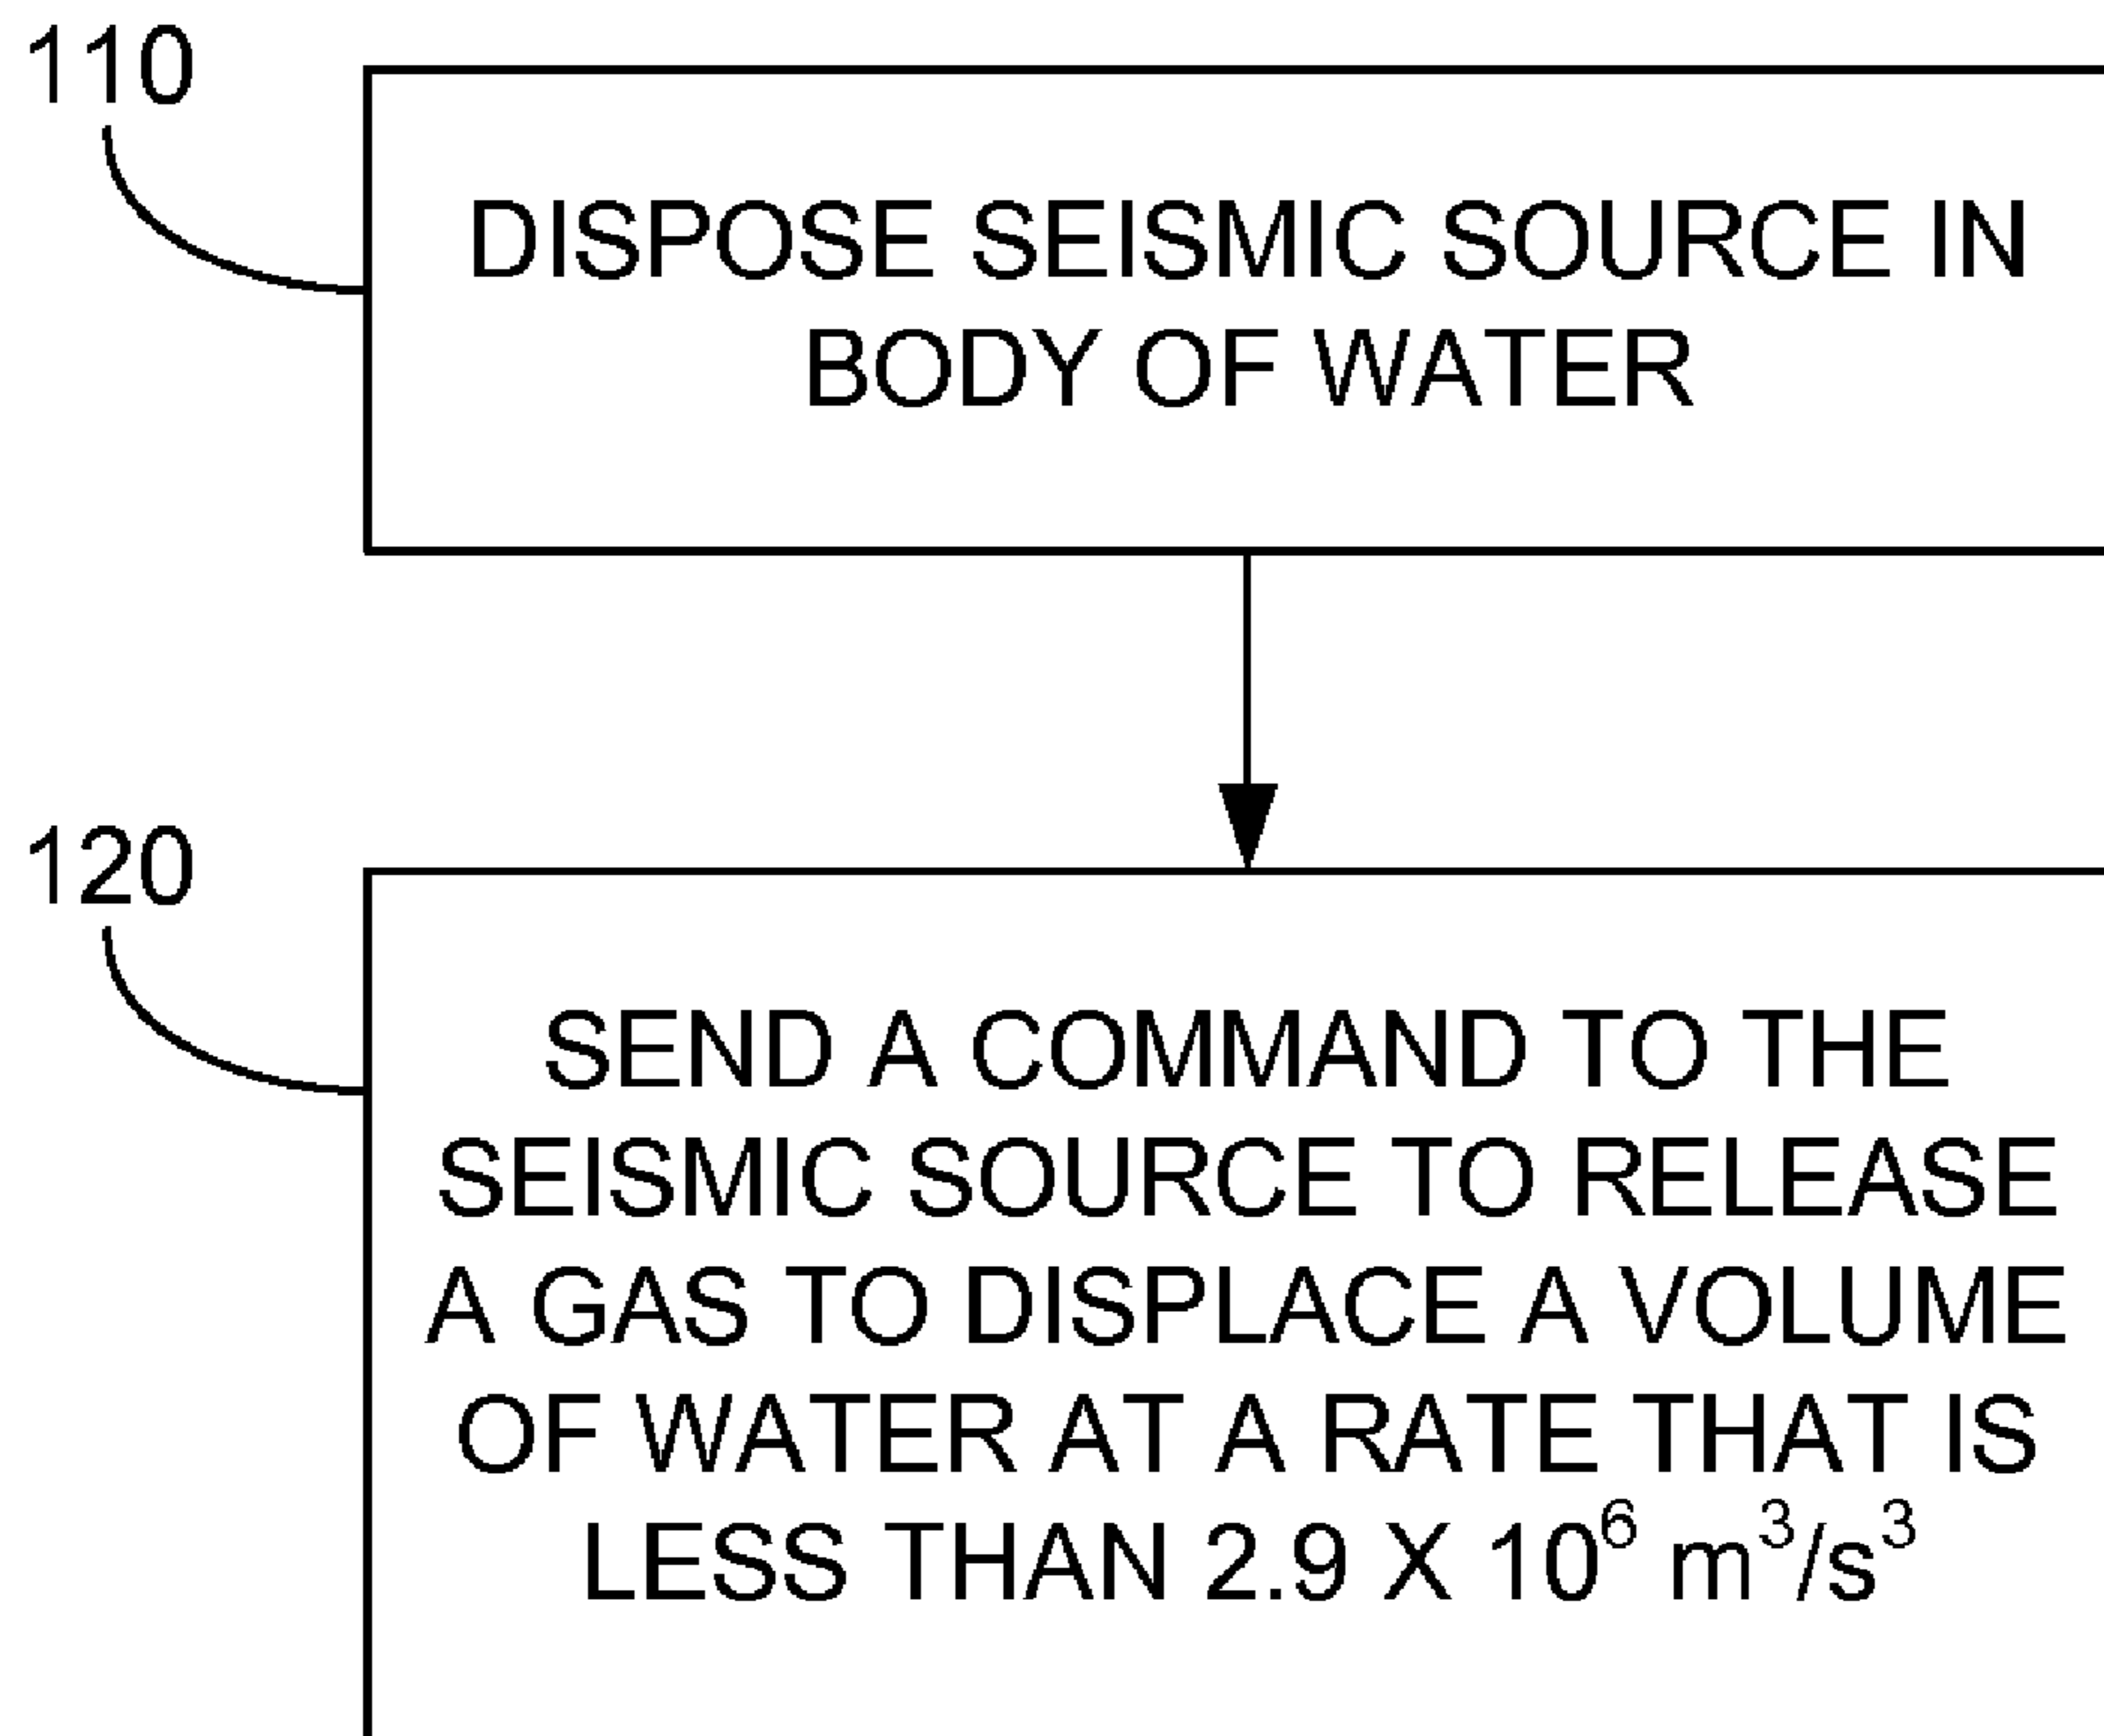 110
DISPOSE SEISMIC SOURCE IN
BODY OF WATER
120
SEND A COMMAND TO THE
SEISMIC SOURCE TO RELEASE
A GAS TO DISPLACE A VOLUME
OF WATER AT A RATE THAT IS
LESS THAN 2.9 X 10⁶ m³/s³